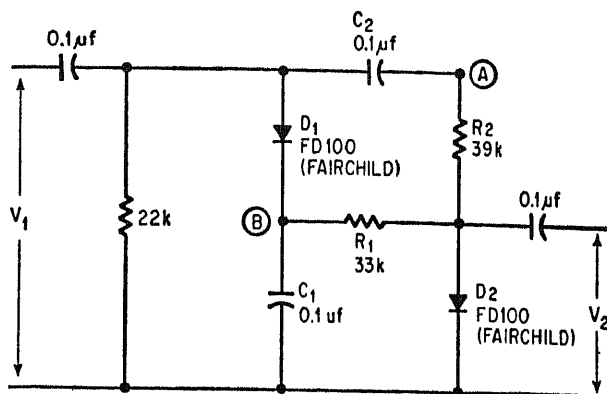 0.1µf
C2
0.1µf
A
D1
FD100
(FAIRCHILD)
R2
39k
0.1µf
V1
22k
B
R1
33k
C1
0.1 uf
D2
FD100
(FAIRCHILD)
V2